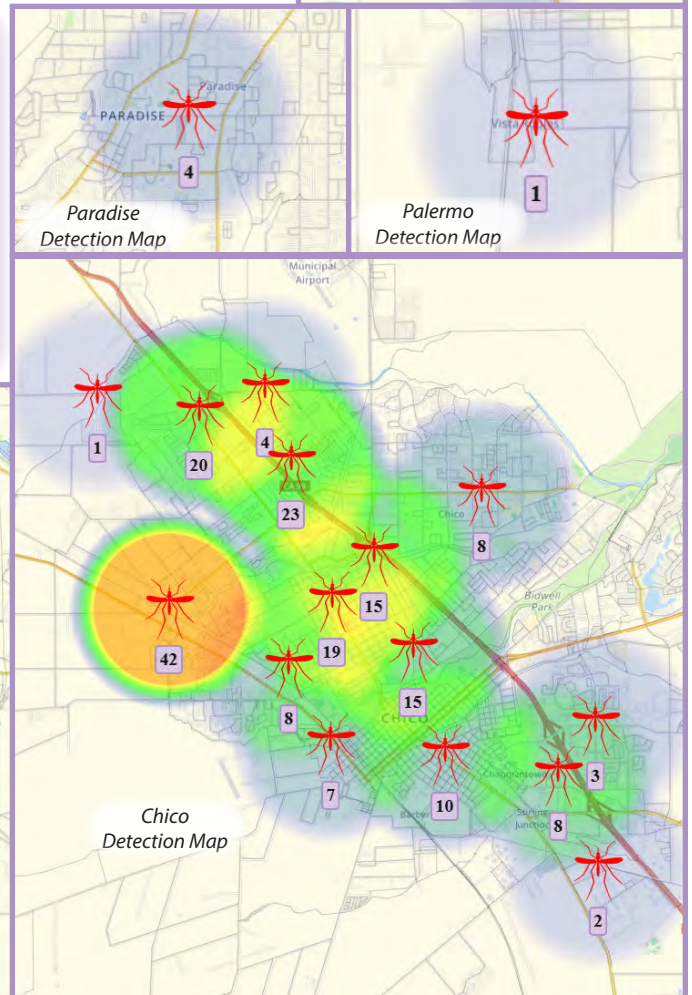 Paradise
PARADISE
4
Paradise
Detection Map
1
Palermo
Detection Map
Municipal
Airport
1
20
4
23
Chico
8
15
42
19
15
8
CHICO
7
10
Chapmantown
3
Barber
Stirling
Junction
8
Bidwell
Park
Chico
Detection Map
2